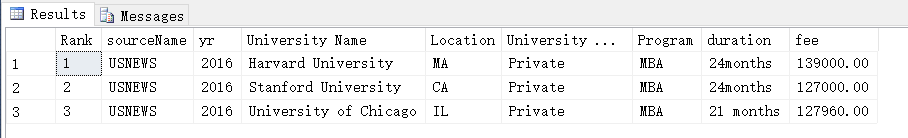 Results Messages
Rank sourceName yr University Name Location University ... Program duration fee
1 1 USNEWS 2016 Harvard University MA Private MBA 24months 139000.00
2 2 USNEWS 2016 Stanford University CA Private MBA 24months 127000.00
3 3 USNEWS 2016 University of Chicago IL Private MBA 21 months 127960.00